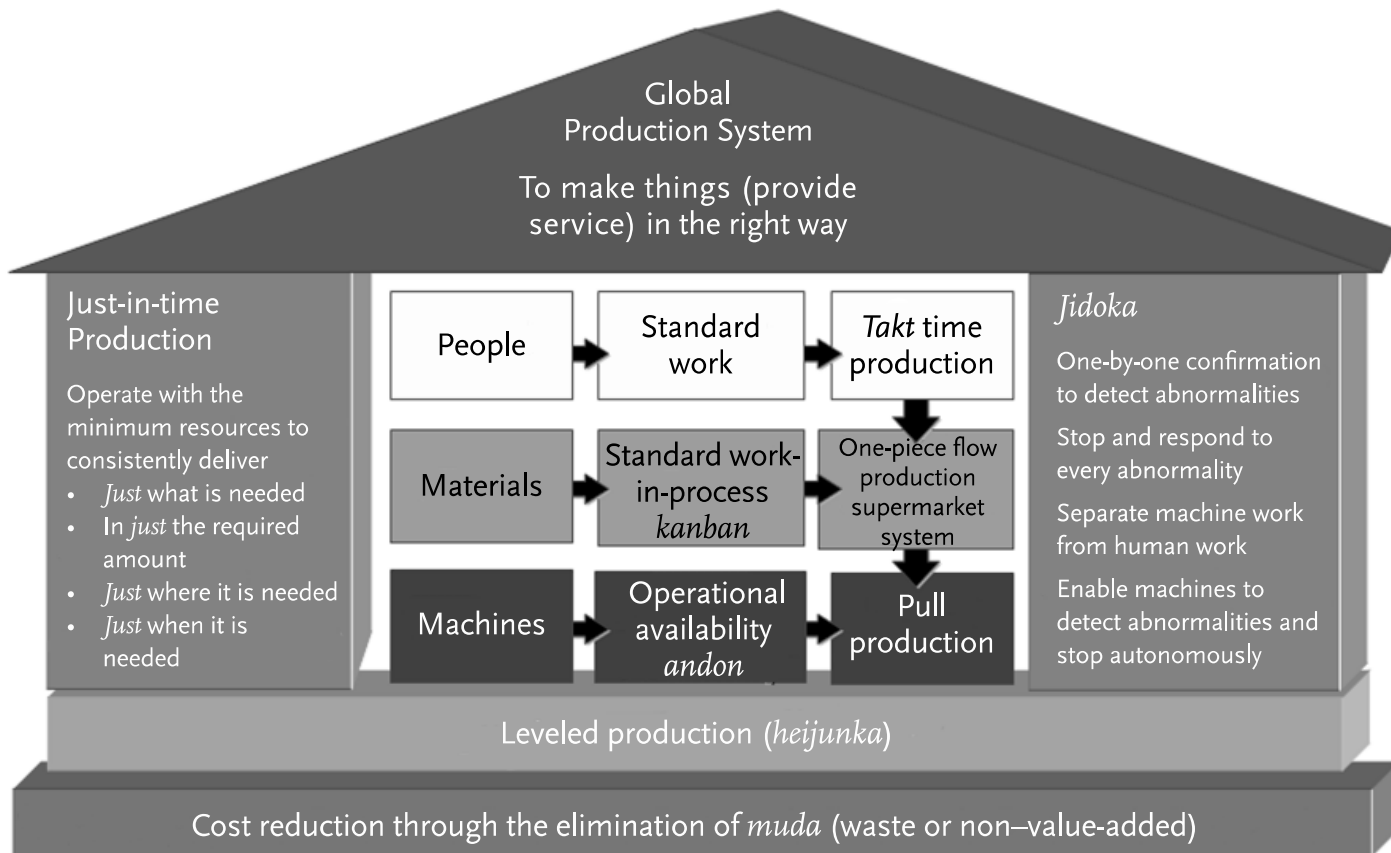 Global
Production System
To make things (provide
service) in the right way
Just-in-time
Production
Operate with the
minimum resources to
consistently deliver
• Just what is needed
• In just the required
amount
• Just where it is needed
• Just when it is
needed
People
Standard
work
Takt time
production
Materials
Standard work-
in-process
kanban
One-piece flow
production
supermarket
system
Machines
Operational
availability
andon
Pull
production
Jidoka
One-by-one confirmation
to detect abnormalities
Stop and respond to
every abnormality
Separate machine work
from human work
Enable machines to
detect abnormalities and
stop autonomously
Leveled production (heijunka)
Cost reduction through the elimination of muda (waste or non–value-added)